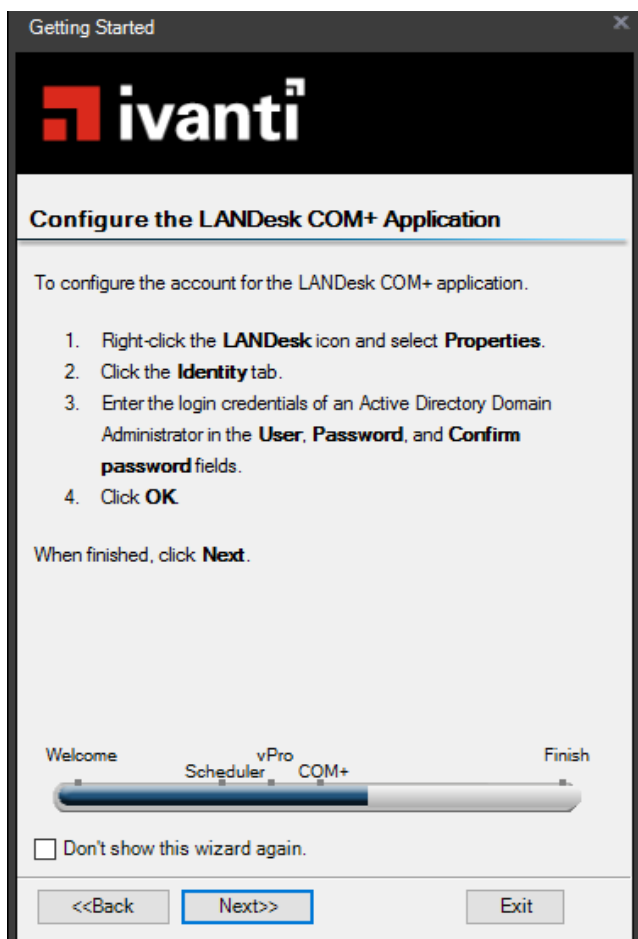 Getting Started
ivanti
Configure the LANDesk COM+ Application
To configure the account for the LANDesk COM+ application.
1. Right-click the LANDesk icon and select Properties.
2. Click the Identity tab.
3. Enter the login credentials of an Active Directory Domain
Administrator in the User, Password, and Confirm
password fields.
4. Click OK
When finished, click Next.
Welcome vPro Finish
Scheduler COM+
Don't show this wizard again.
<<Back Next>> Exit